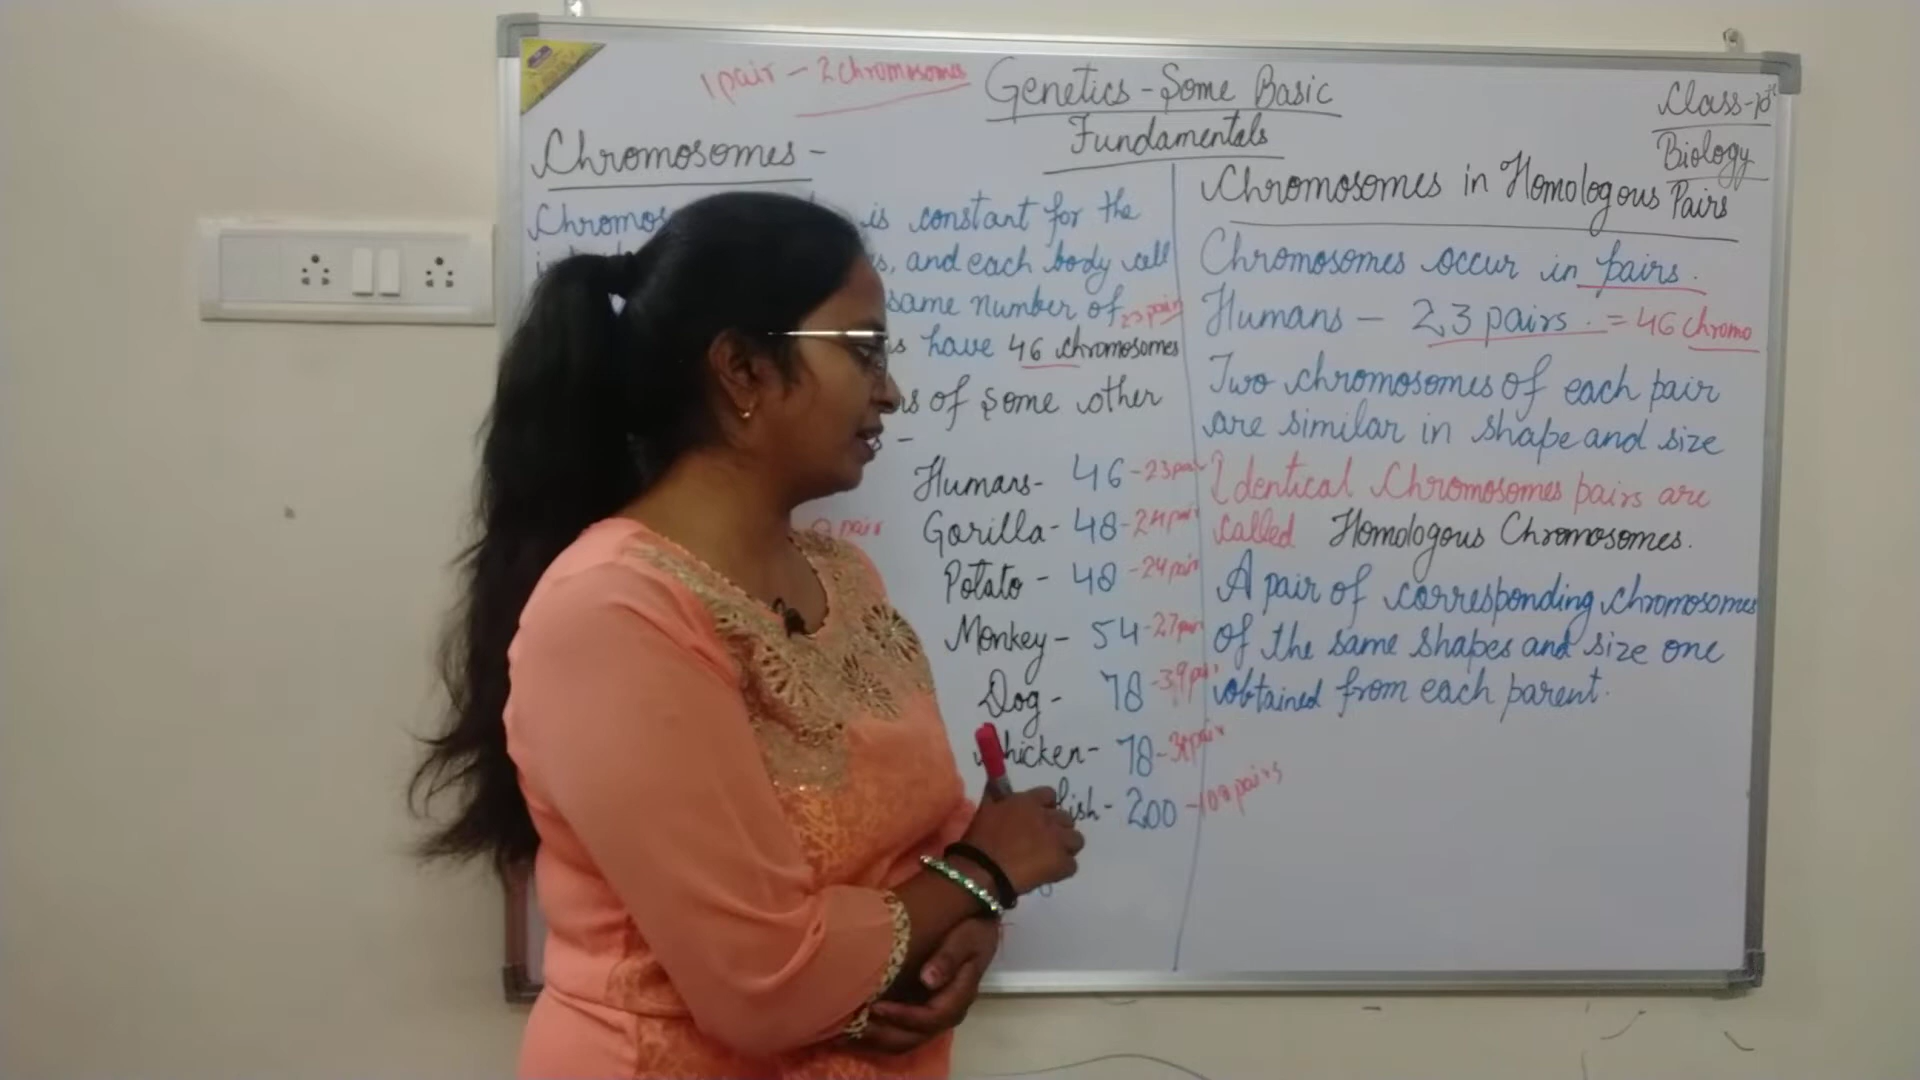 1 pair - 2 chromosomes
Genetics - Some Basic
Fundamentals
Class-10th
Biology
Chromosomes -
is constant for the
and each body cell
same number of 23 pair
have 46 chromosomes
of some other
Humans - 46 - 23 pair
pair
Gorilla - 48 - 24 pair
Potato - 48 - 24 pair
Monkey - 54 - 27 pair
Dog - 78 - 39 pair
hicken - 78 - 39 pair
fish - 200 - 100 pairs
Chromosomes in Homologous
Pairs
Chromosomes occur in pairs.
Humans - 23 pairs. = 46 chromo
Two chromosomes of each pair
are similar in shape and size
Identical Chromosomes pairs are
called Homologous Chromosomes.
A pair of corresponding chromosomes
of the same shapes and size one
obtained from each parent.